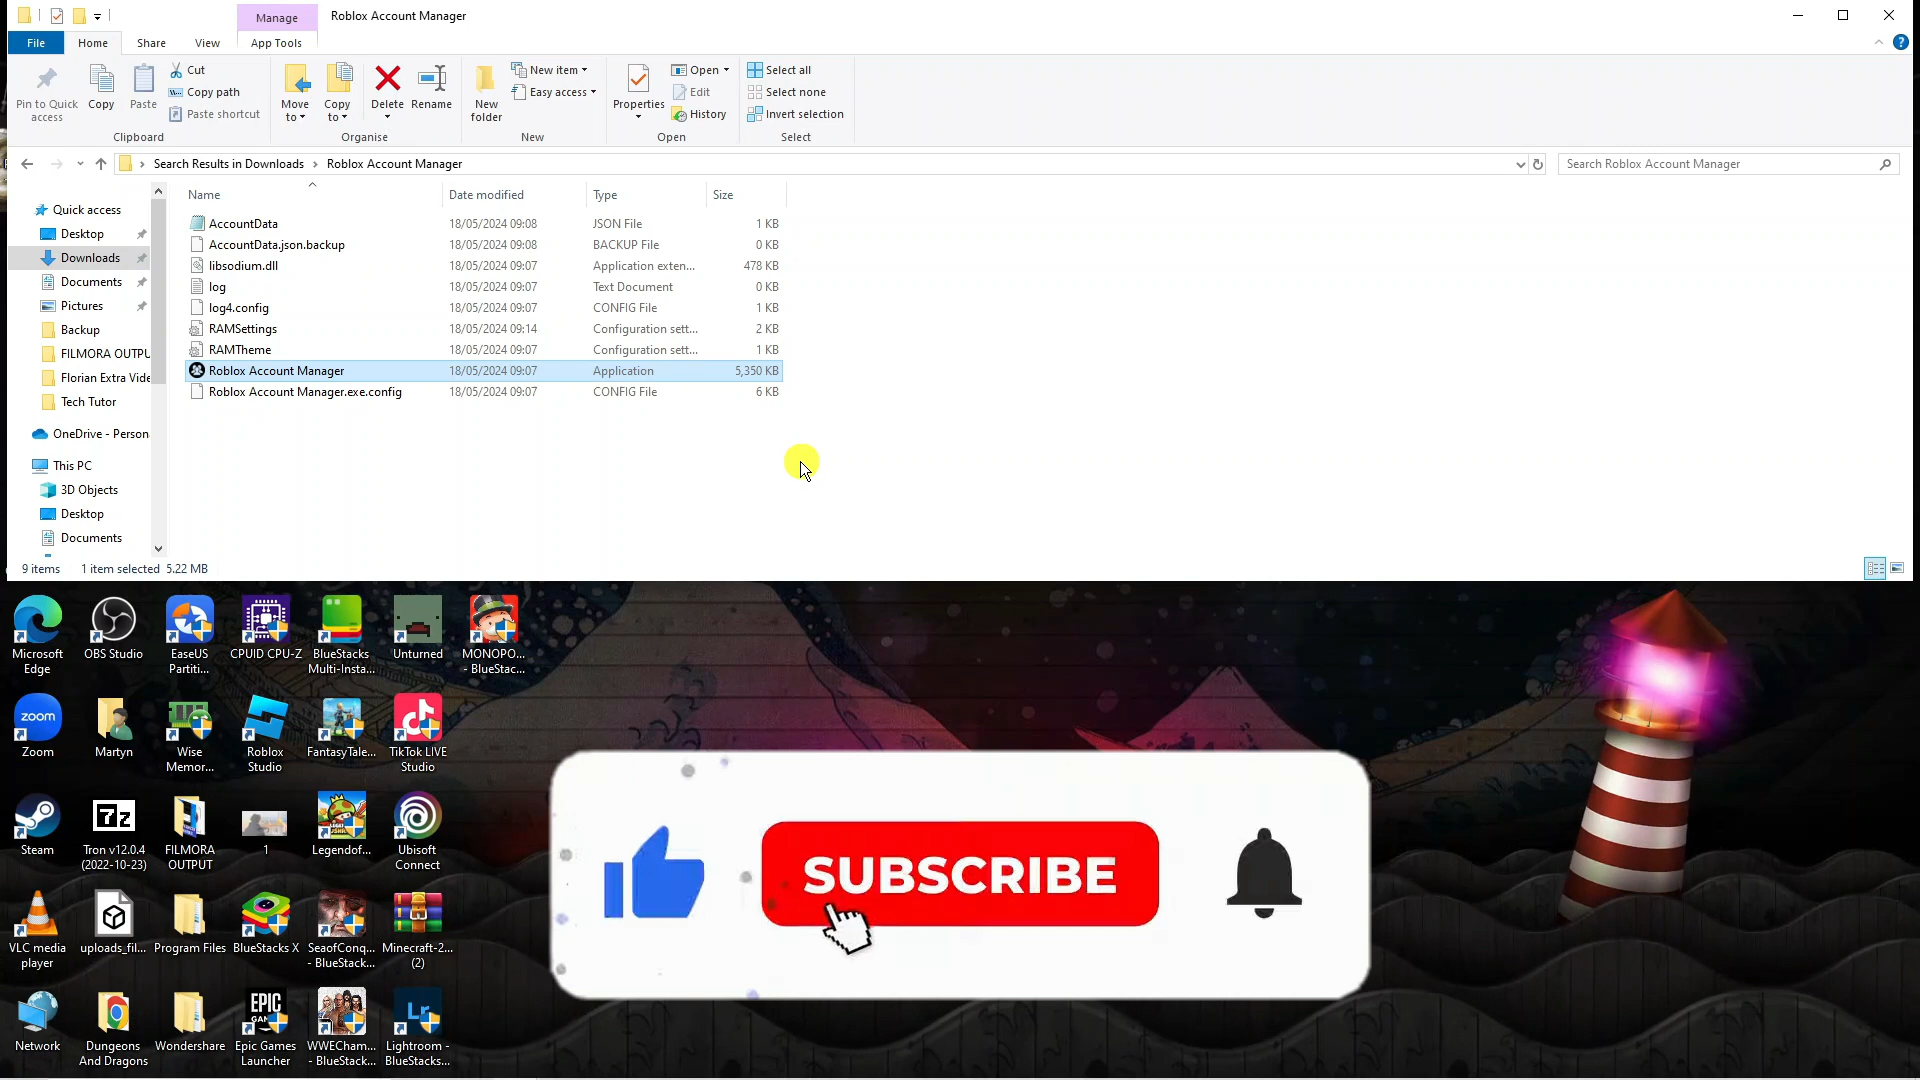 Manage
Roblox Account Manager
File
Home
Share
View
App Tools
Pin to Quick access
Copy
Paste
Cut
Copy path
Paste shortcut
Move to
Copy to
Delete
Rename
New folder
New item
Easy access
Properties
Open
Edit
History
Select all
Select none
Invert selection
Clipboard
Organise
New
Open
Select
Search Results in Downloads
Roblox Account Manager
Search Roblox Account Manager
Name
Date modified
Type
Size
Quick access
Desktop
Downloads
Documents
Pictures
Backup
FILMORA OUTPU
Florian Extra Vide
Tech Tutor
OneDrive - Person
This PC
3D Objects
Desktop
Documents
AccountData 18/05/2024 09:08 JSON File 1 KB
AccountData.json.backup 18/05/2024 09:08 BACKUP File 0 KB
libsodium.dll 18/05/2024 09:07 Application exten... 478 KB
log 18/05/2024 09:07 Text Document 0 KB
log4.config 18/05/2024 09:07 CONFIG File 1 KB
RAMSettings 18/05/2024 09:14 Configuration sett... 2 KB
RAMTheme 18/05/2024 09:07 Configuration sett... 1 KB
Roblox Account Manager 18/05/2024 09:07 Application 5,350 KB
Roblox Account Manager.exe.config 18/05/2024 09:07 CONFIG File 6 KB
9 items 1 item selected 5.22 MB
Microsoft Edge
OBS Studio
EaseUS Partiti...
CPUID CPU-Z
BlueStacks Multi-Insta...
Unturned
MONOPO... - BlueStac...
zoom
Zoom
Martyn
Wise Memor...
Roblox Studio
FantasyTale...
TikTok LIVE Studio
Steam
7z
Tron v12.0.4 (2022-10-23)
FILMORA OUTPUT
1
Legendof...
Ubisoft Connect
VLC media player
uploads_fil...
Program Files
BlueStacks X
SeaofConq... - BlueStack...
Minecraft-2... (2)
Network
Dungeons And Dragons
Wondershare
EPIC
Epic Games Launcher
WWECham... - BlueStack...
Lr
Lightroom - BlueStacks...
SUBSCRIBE